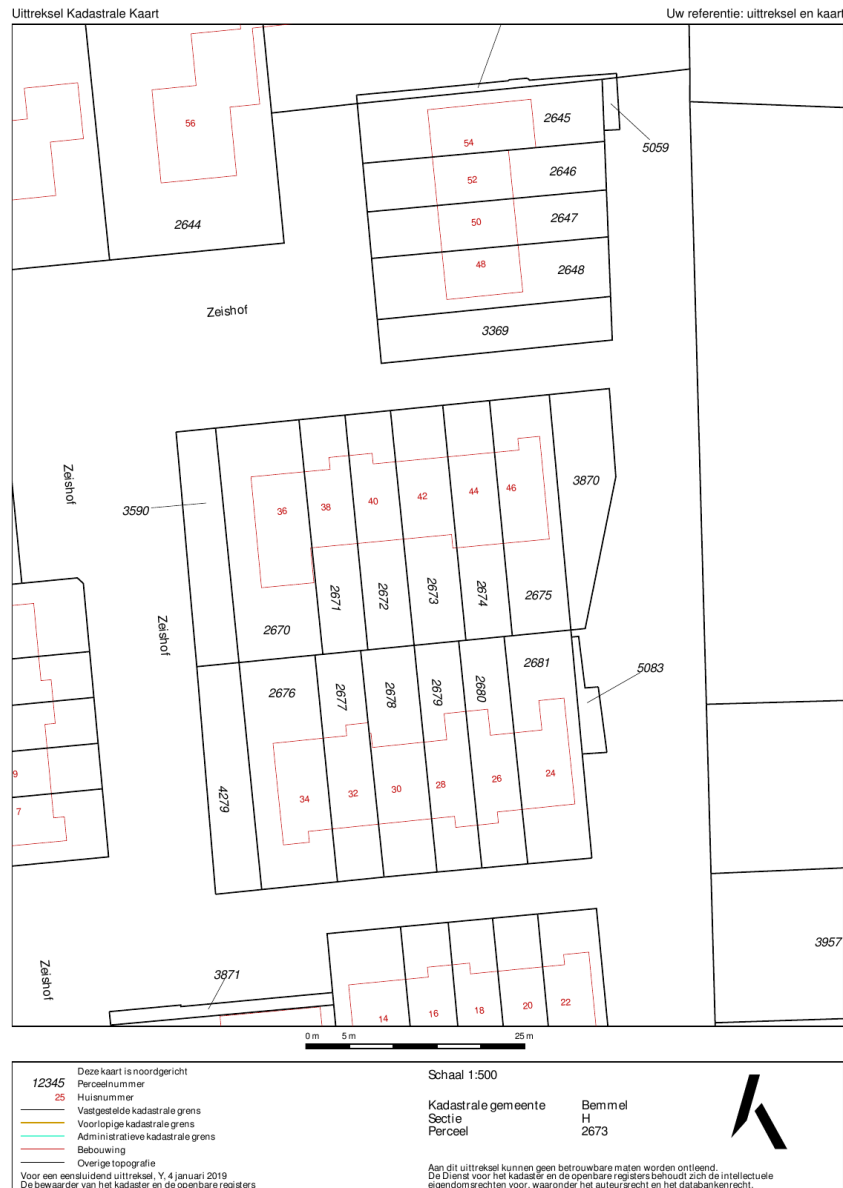 Uittreksel Kadastrale Kaart
Uw referentie: uittreksel en kaart
56
2645
54
5059
52
2646
2644
50
2647
48
2648
Zeishof
3369
Zeishof
3590
36
38
40
42
44
46
3870
2671
2672
2673
2674
2675
Zeishof
2670
2676
2677
2678
2679
2680
2681
5083
9
7
4279
34
32
30
28
26
24
3957
Zeishof
3871
14
16
18
20
22
0 m 5 m 25 m
Deze kaart is noordgericht
12345 Perceelnummer
25 Huisnummer
Vastgestelde kadastrale grens
Voorlopige kadastrale grens
Administratieve kadastrale grens
Bebouwing
Overige topografie
Voor een eensluidend uittreksel, Y, 4 januari 2019
De bewaarder van het kadaster en de openbare registers
Schaal 1:500
Kadastrale gemeente Bemmel
Sectie H
Perceel 2673
Aan dit uittreksel kunnen geen betrouwbare maten worden ontleend.
De Dienst voor het kadaster en de openbare registers behoudt zich de intellectuele
eigendomsrechten voor, waaronder het auteursrecht en het databankenrecht.